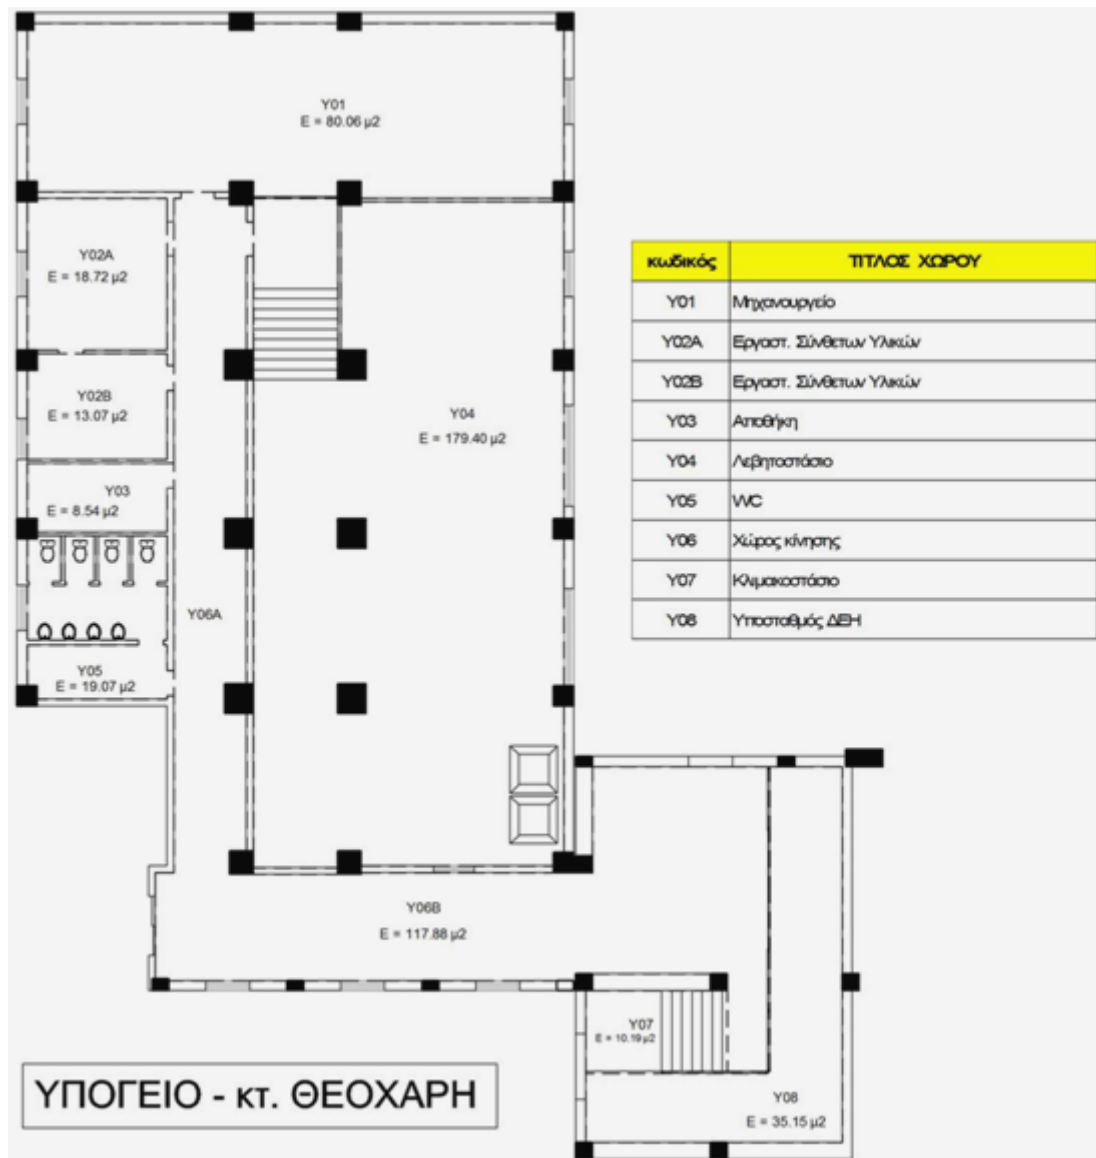 Y01
E = 80.06 μ2
Y02A
E = 18.72 μ2
Y02B
E = 13.07 μ2
Y03
E = 8.54 μ2
Y04
E = 179.40 μ2
Y06A
Y05
E = 19.07 μ2
Y06B
E = 117.88 μ2
Y07
E = 10.19 μ2
Y08
E = 35.15 μ2
κωδικός ΤΙΤΛΟΣ ΧΩΡΟΥ
Y01 Μηχανουργείο
Y02A Εργαστ. Σύνθετων Υλικών
Y02B Εργαστ. Σύνθετων Υλικών
Y03 Αποθήκη
Y04 Λεβητοστάσιο
Y05 WC
Y06 Χώρος κίνησης
Y07 Κλιμακοστάσιο
Y08 Υποσταθμός ΔΕΗ
ΥΠΟΓΕΙΟ - κτ. ΘΕΟΧΑΡΗ